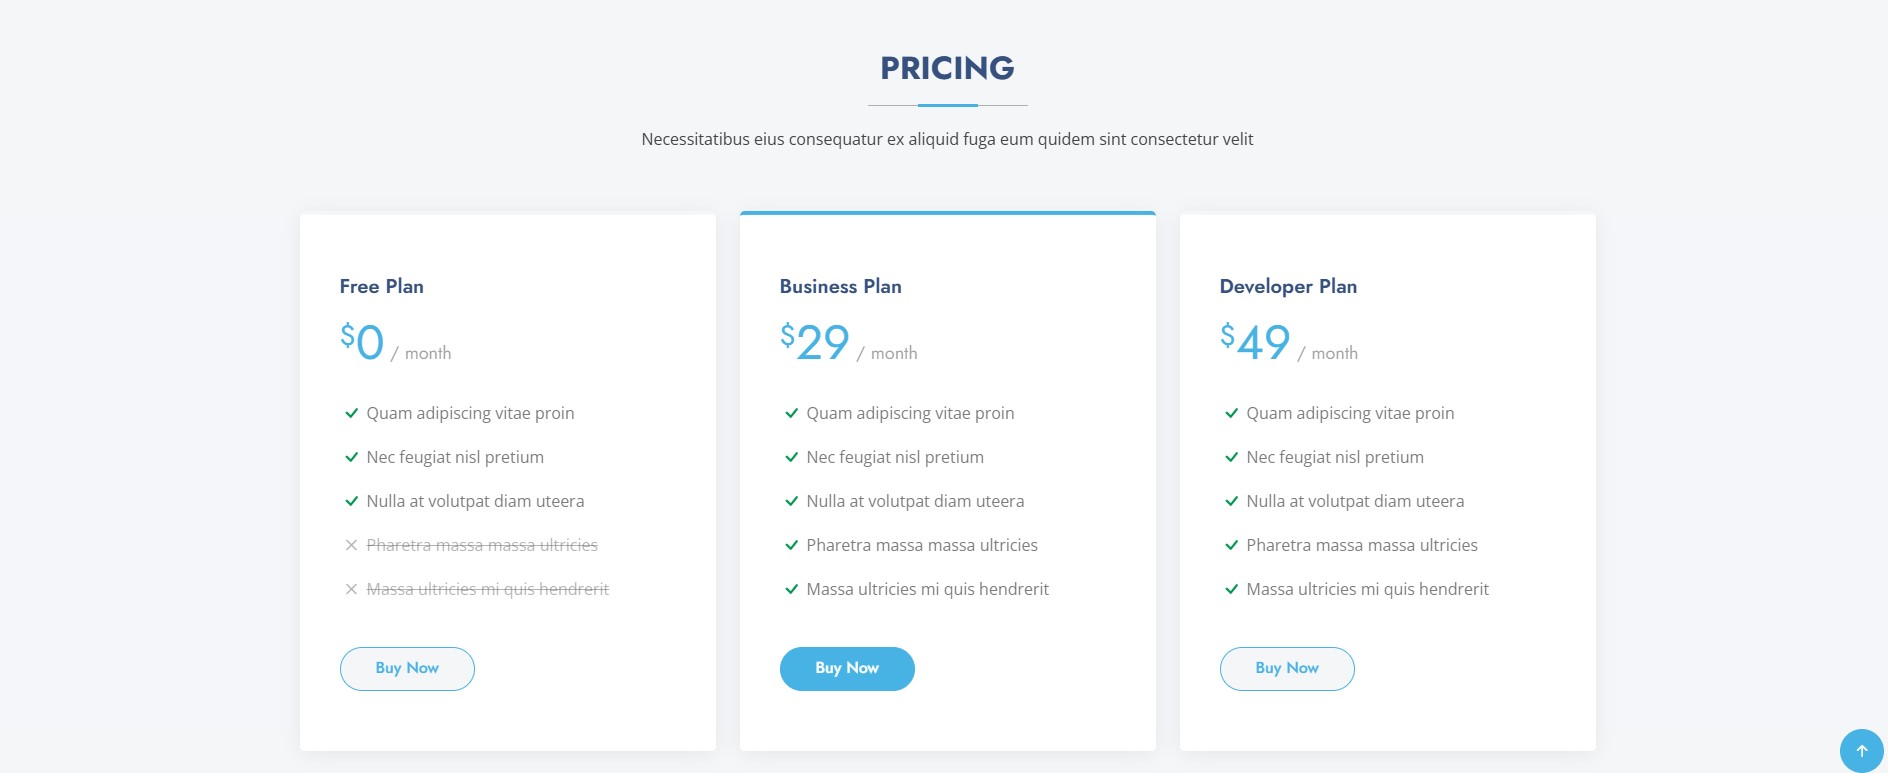 PRICING
Necessitatibus eius consequatur ex aliquid fuga eum quidem sint consectetur velit
Free Plan
$0 / month
Quam adipiscing vitae proin
Nec feugiat nisl pretium
Nulla at volutpat diam uteera
Pharetra massa massa ultricies
Massa ultricies mi quis hendrerit
Buy Now
Business Plan
$29 / month
Quam adipiscing vitae proin
Nec feugiat nisl pretium
Nulla at volutpat diam uteera
Pharetra massa massa ultricies
Massa ultricies mi quis hendrerit
Buy Now
Developer Plan
$49 / month
Quam adipiscing vitae proin
Nec feugiat nisl pretium
Nulla at volutpat diam uteera
Pharetra massa massa ultricies
Massa ultricies mi quis hendrerit
Buy Now